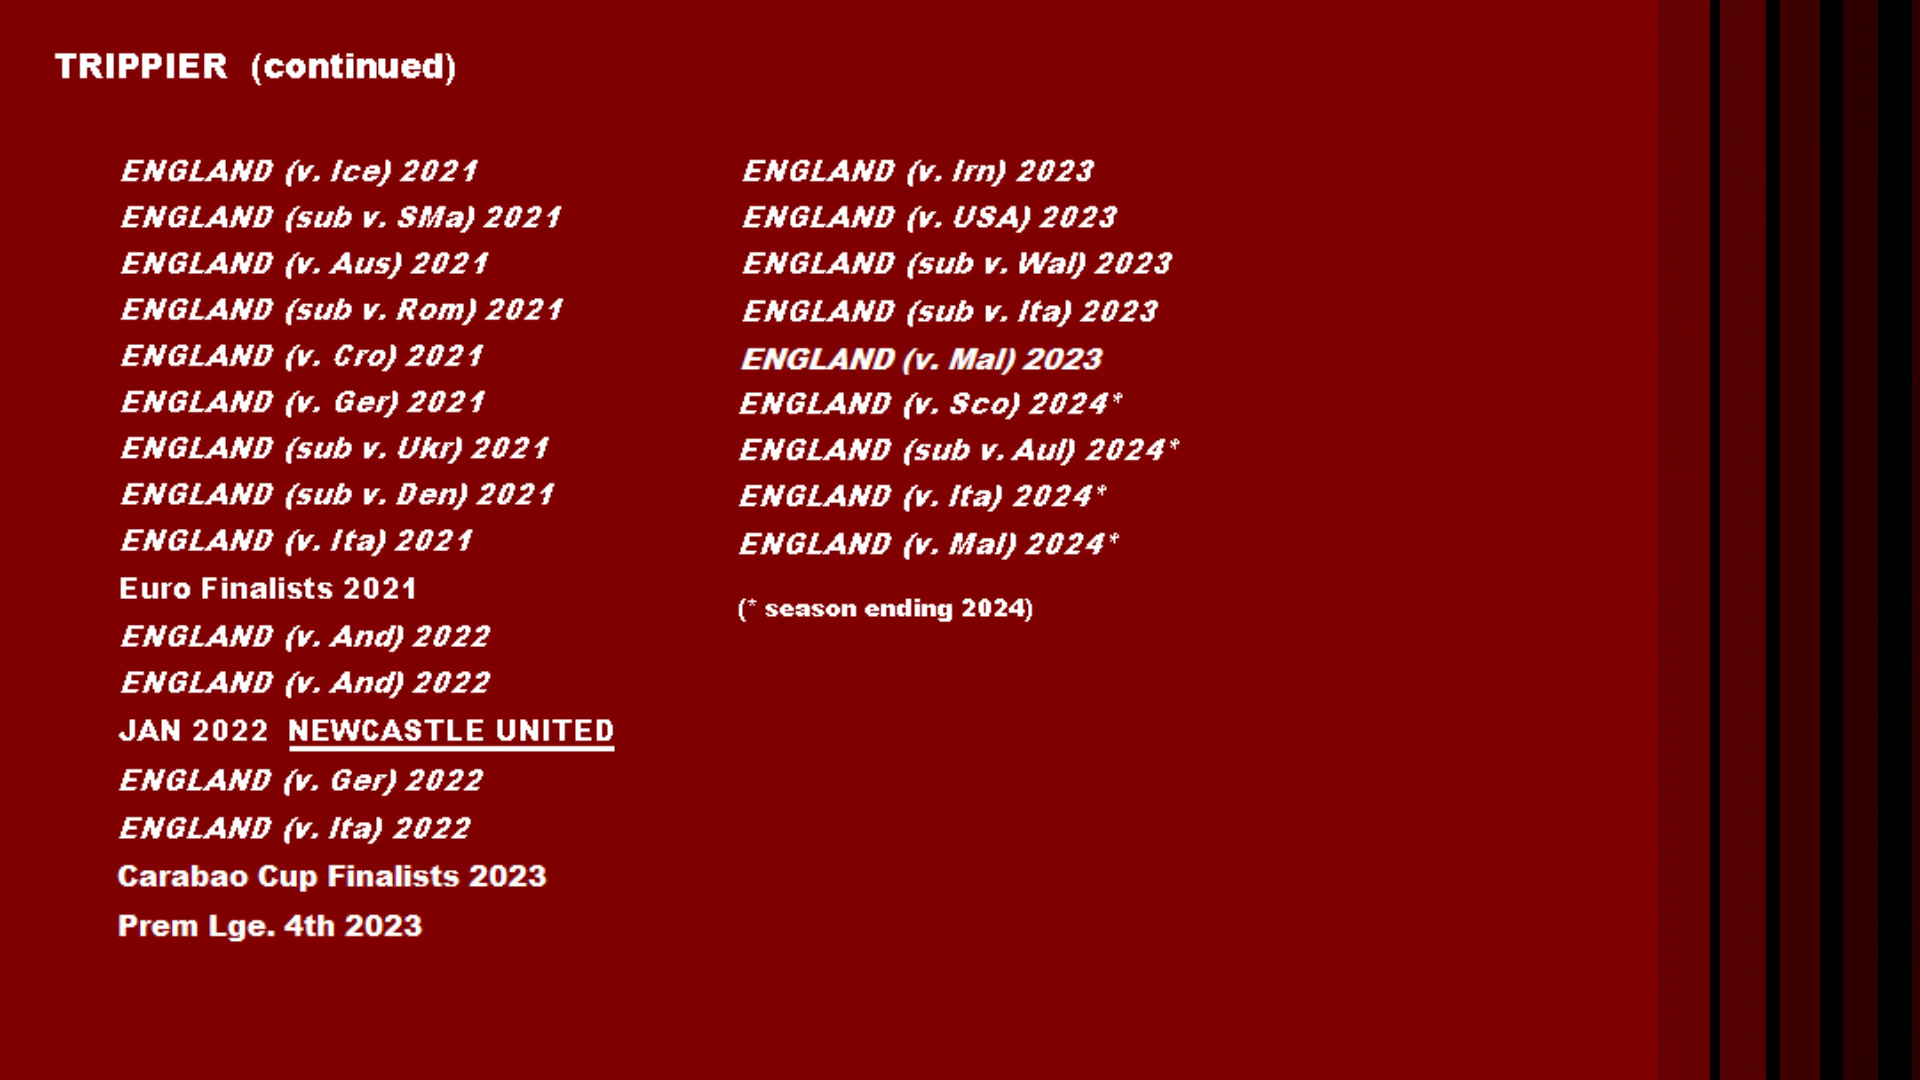 TRIPPIER (continued)
ENGLAND (v. Ice) 2021
ENGLAND (sub v. SMa) 2021
ENGLAND (v. Aus) 2021
ENGLAND (sub v. Rom) 2021
ENGLAND (v. Cro) 2021
ENGLAND (v. Ger) 2021
ENGLAND (sub v. Ukr) 2021
ENGLAND (sub v. Den) 2021
ENGLAND (v. Ita) 2021
Euro Finalists 2021
ENGLAND (v. And) 2022
ENGLAND (v. And) 2022
JAN 2022 NEWCASTLE UNITED
ENGLAND (v. Ger) 2022
ENGLAND (v. Ita) 2022
Carabao Cup Finalists 2023
Prem Lge. 4th 2023
ENGLAND (v. Irn) 2023
ENGLAND (v. USA) 2023
ENGLAND (sub v. Wal) 2023
ENGLAND (sub v. Ita) 2023
ENGLAND (v. Mal) 2023
ENGLAND (v. Sco) 2024*
ENGLAND (sub v. Aul) 2024*
ENGLAND (v. Ita) 2024*
ENGLAND (v. Mal) 2024*
(* season ending 2024)